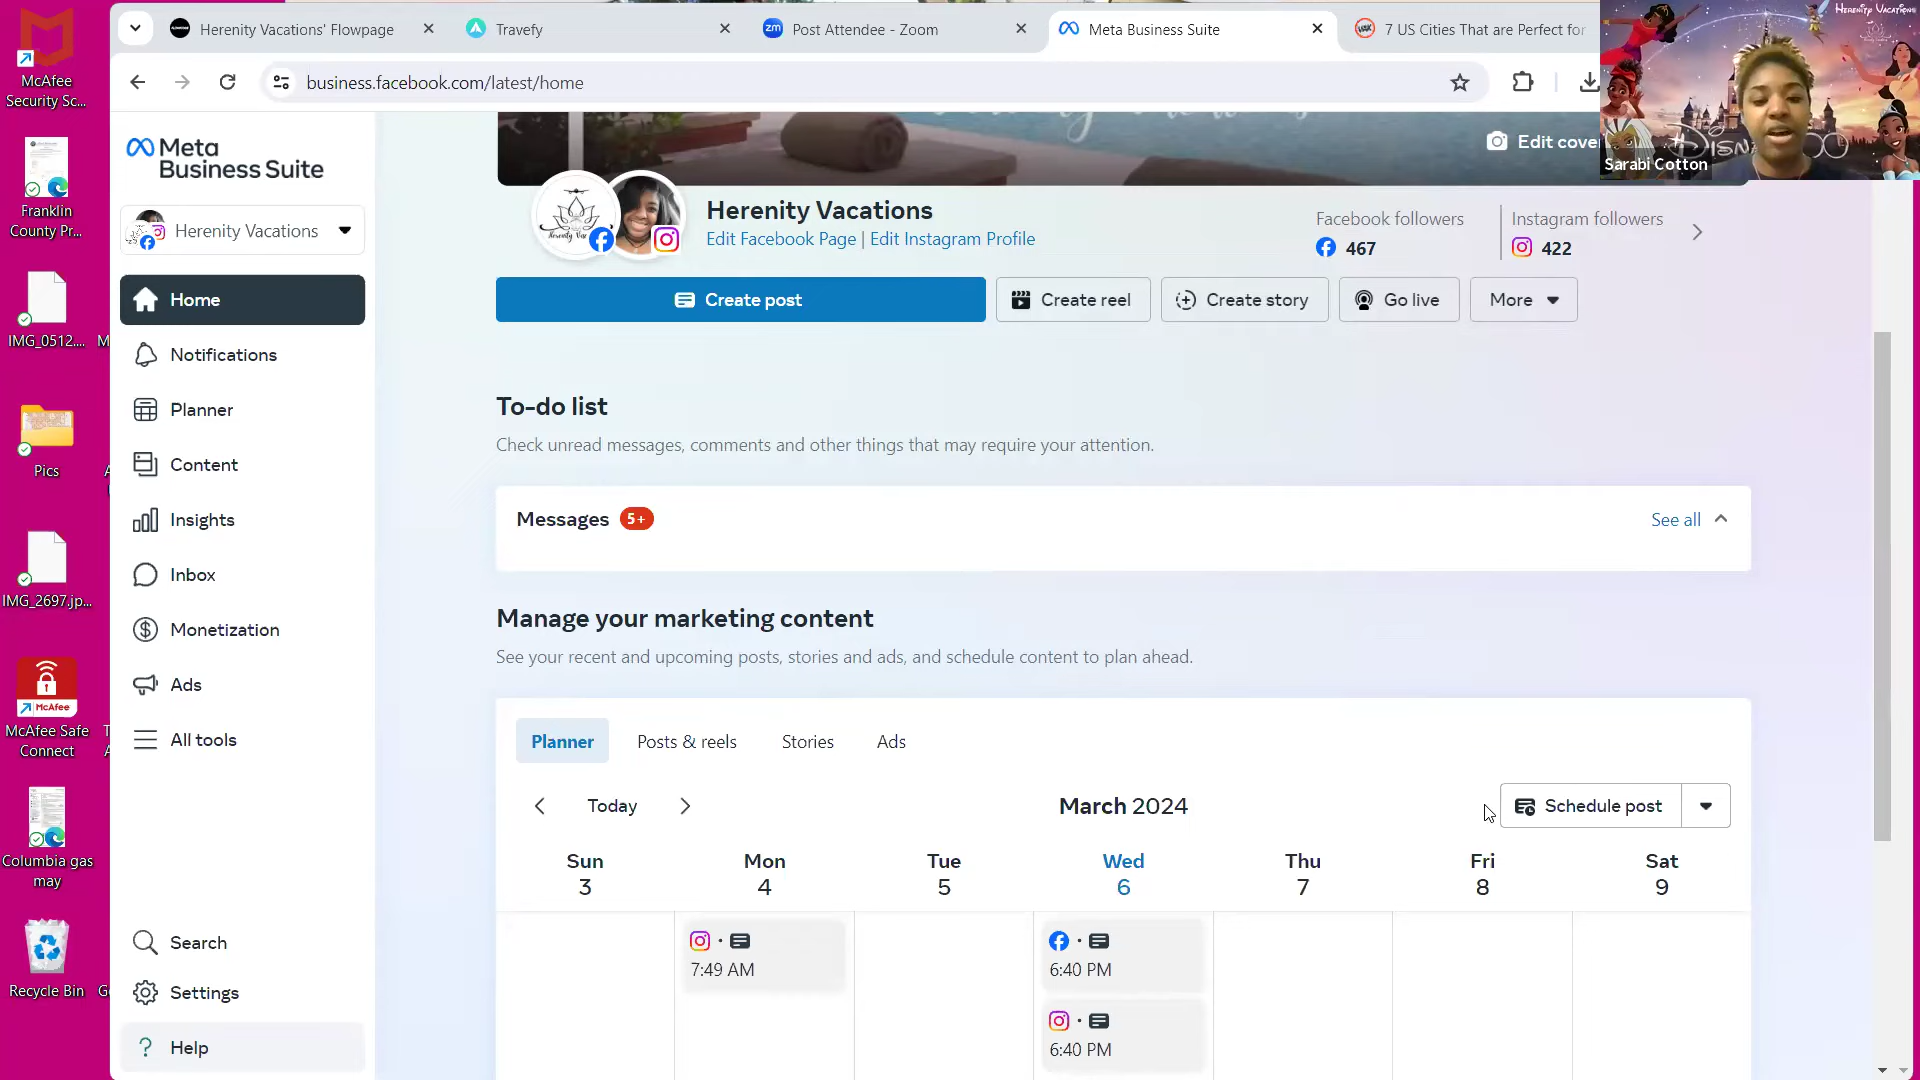 Herenity Vacations' Flowpage
Travefy
zm Post Attendee - Zoom
Meta Business Suite
7 US Cities That are Perfect for
business.facebook.com/latest/home
HERENITY VACATIONS
Sarabi Cotton
McAfee
Security Sc...
Franklin
County Pr...
IMG_0512....
Pics
IMG_2697.jp...
McAfee
McAfee Safe
Connect
Columbia gas
may
Recycle Bin
Meta
Business Suite
Herenity Vacations
Home
Notifications
Planner
Content
Insights
Inbox
Monetization
Ads
All tools
Search
Settings
Help
Edit cove
Herenity Vacations
Edit Facebook Page | Edit Instagram Profile
Facebook followers
467
Instagram followers
422
Create post
Create reel
Create story
Go live
More
To-do list
Check unread messages, comments and other things that may require your attention.
Messages 5+
See all
Manage your marketing content
See your recent and upcoming posts, stories and ads, and schedule content to plan ahead.
Planner
Posts & reels
Stories
Ads
Today
March 2024
Schedule post
Sun
3
Mon
4
Tue
5
Wed
6
Thu
7
Fri
8
Sat
9
7:49 AM
6:40 PM
6:40 PM